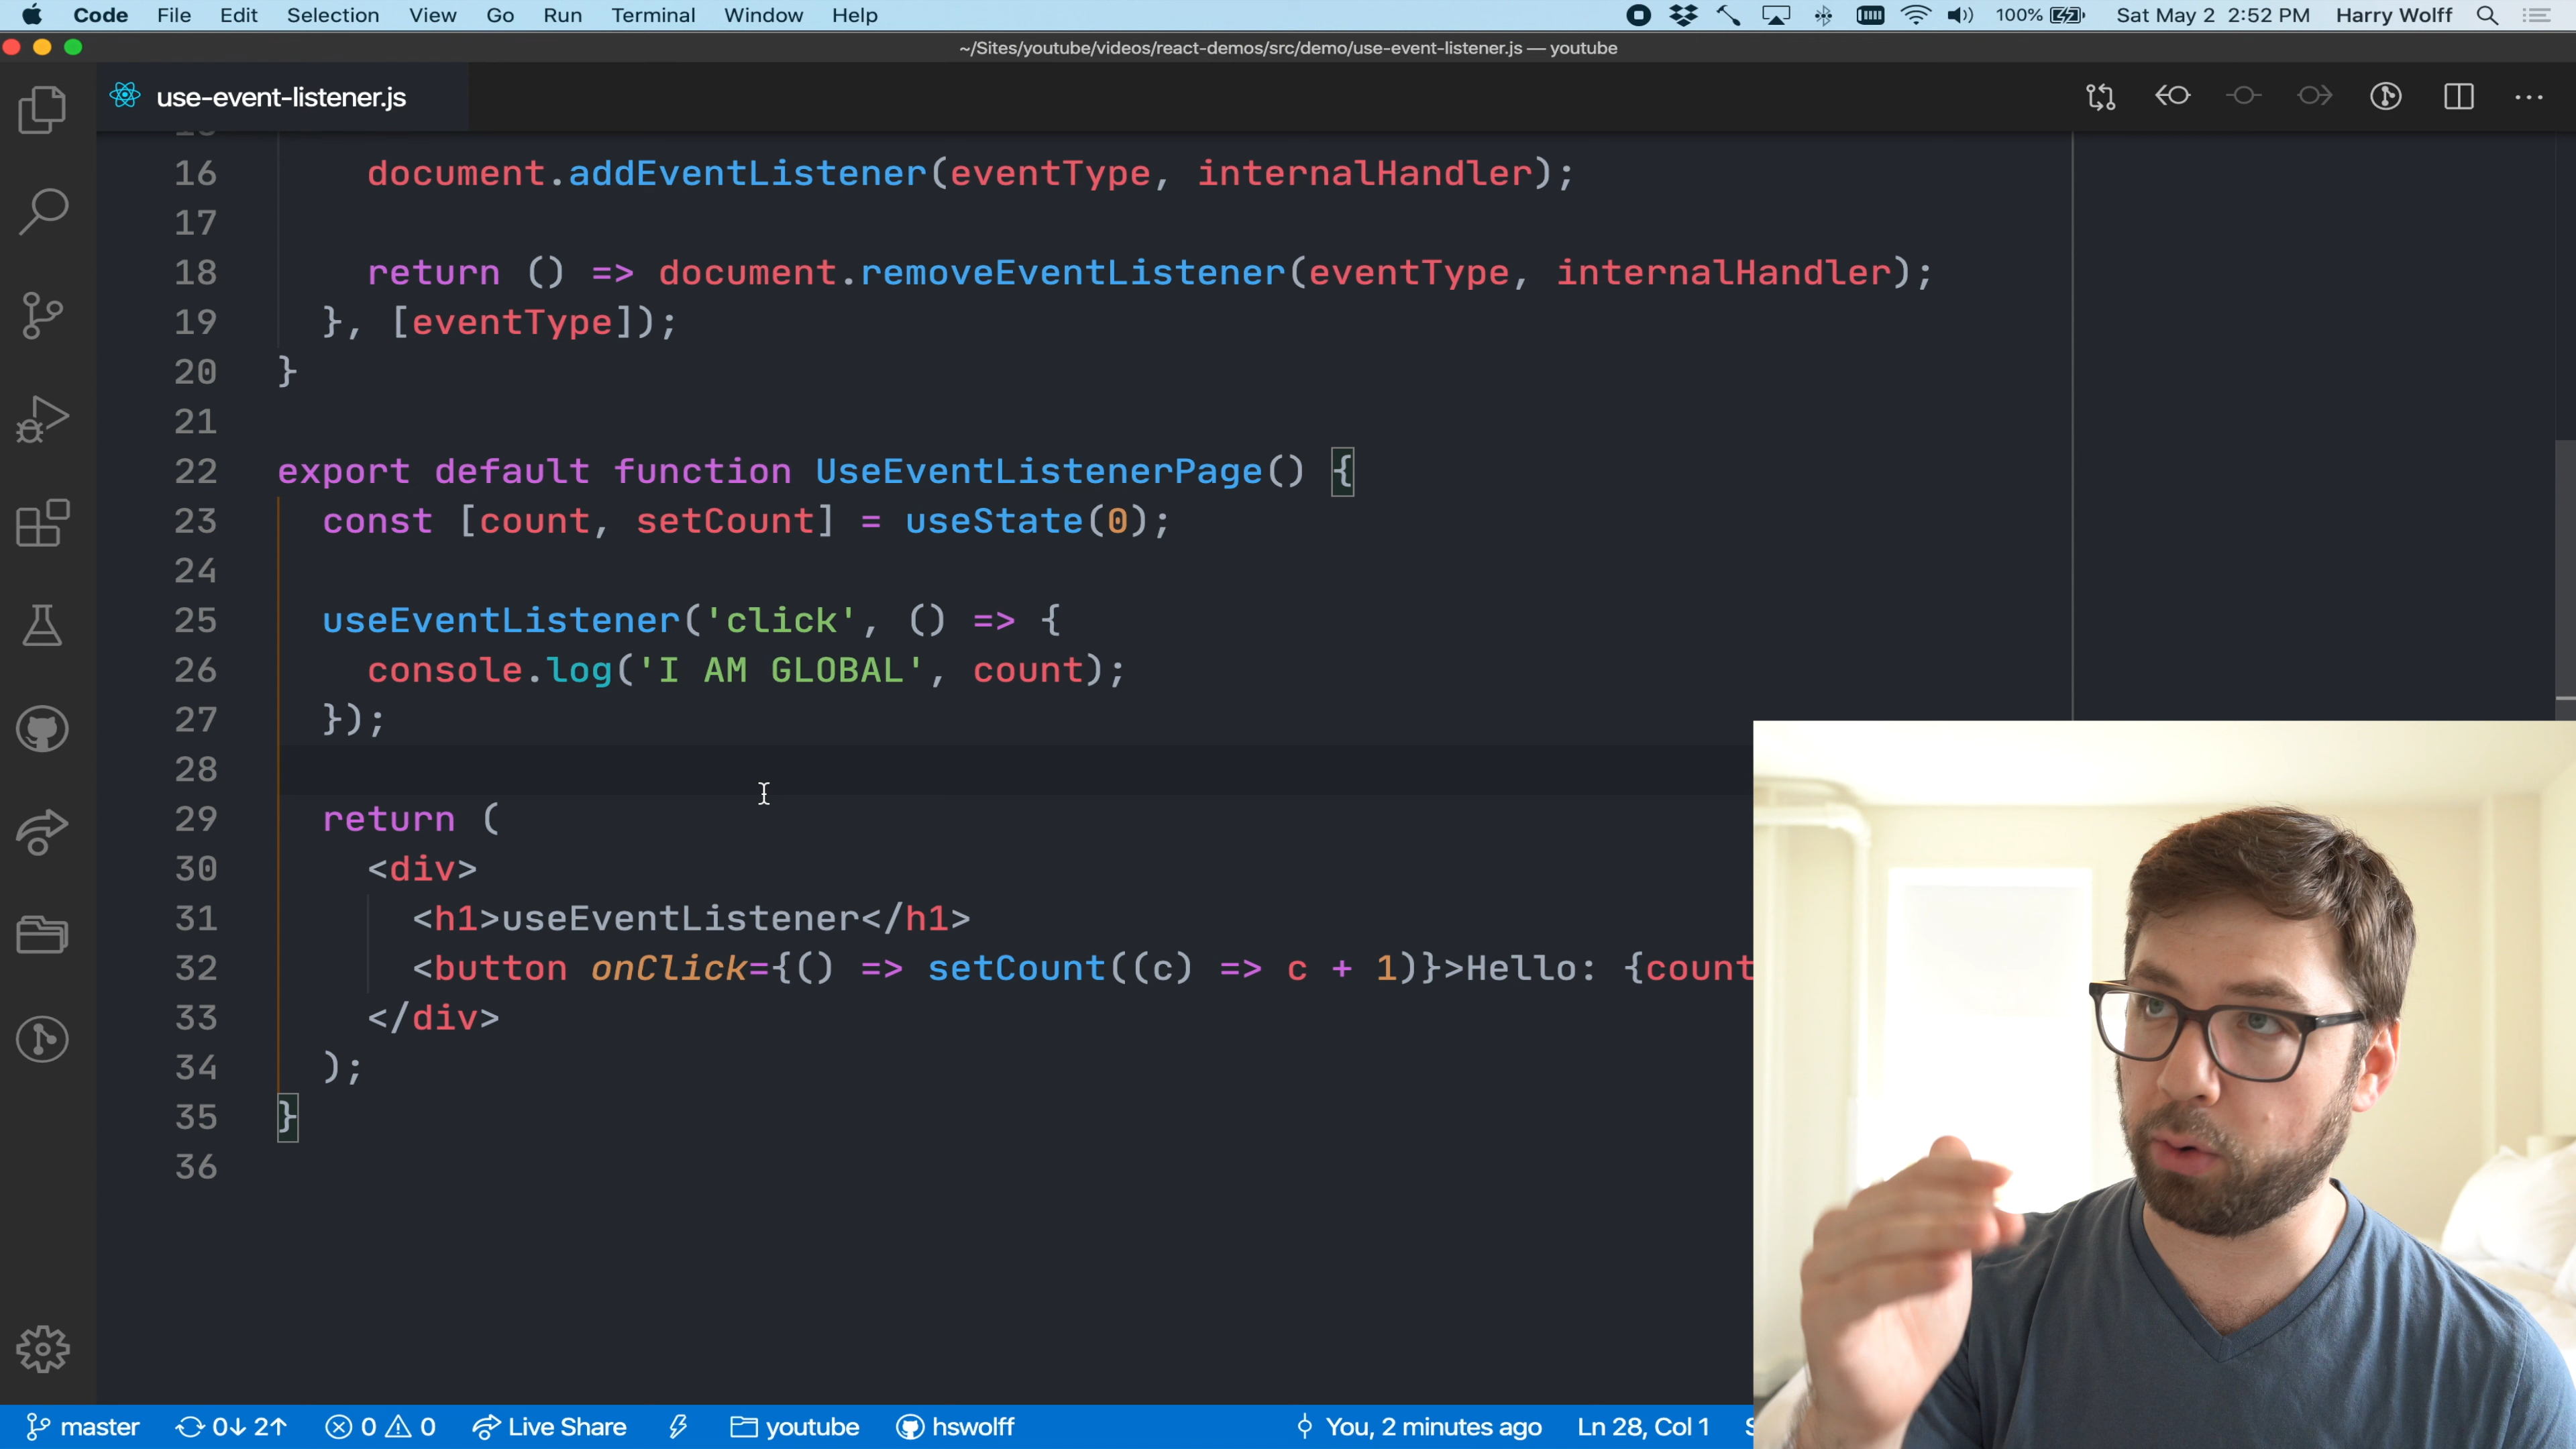 Code File Edit Selection View Go Run Terminal Window Help 100% Sat May 2 2:52 PM Harry Wolff
~/Sites/youtube/videos/react-demos/src/demo/use-event-listener.js — youtube
use-event-listener.js
16 document.addEventListener(eventType, internalHandler);
17
18 return () => document.removeEventListener(eventType, internalHandler);
19 }, [eventType]);
20 }
21
22 export default function UseEventListenerPage() {
23 const [count, setCount] = useState(0);
24
25 useEventListener('click', () => {
26 console.log('I AM GLOBAL', count);
27 });
28
29 return (
30 <div>
31 <h1>useEventListener</h1>
32 <button onClick={() => setCount((c) => c + 1)}>Hello: {count
33 </div>
34 );
35 }
36
master 0↓ 2↑ 0 0 Live Share youtube hswolff You, 2 minutes ago Ln 28, Col 1